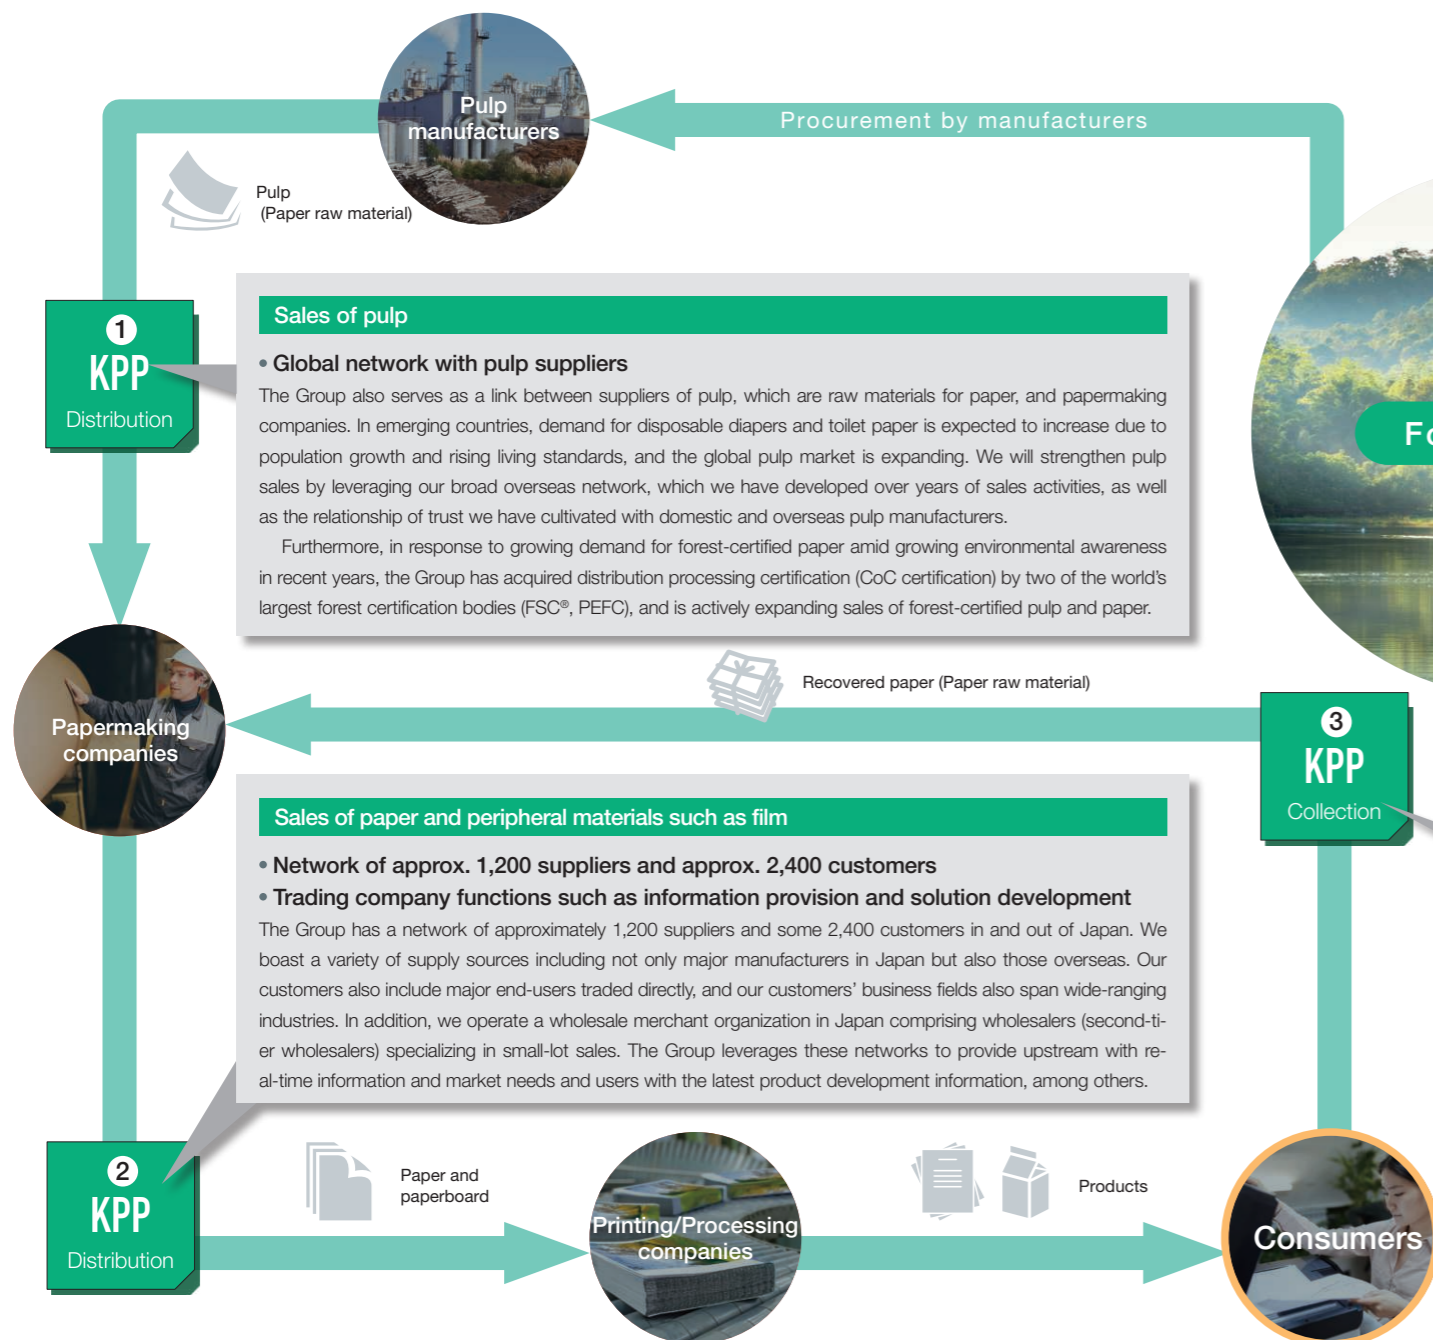 Pulp
manufacturers
Procurement by manufacturers
Pulp
(Paper raw material)
1
KPP
Distribution
Sales of pulp
• Global network with pulp suppliers
The Group also serves as a link between suppliers of pulp, which are raw materials for paper, and papermaking
companies. In emerging countries, demand for disposable diapers and toilet paper is expected to increase due to
population growth and rising living standards, and the global pulp market is expanding. We will strengthen pulp
sales by leveraging our broad overseas network, which we have developed over years of sales activities, as well
as the relationship of trust we have cultivated with domestic and overseas pulp manufacturers.
Furthermore, in response to growing demand for forest-certified paper amid growing environmental awareness
in recent years, the Group has acquired distribution processing certification (CoC certification) by two of the world's
largest forest certification bodies (FSC®, PEFC), and is actively expanding sales of forest-certified pulp and paper.
Recovered paper (Paper raw material)
Papermaking
companies
3
KPP
Collection
Sales of paper and peripheral materials such as film
• Network of approx. 1,200 suppliers and approx. 2,400 customers
• Trading company functions such as information provision and solution development
The Group has a network of approximately 1,200 suppliers and some 2,400 customers in and out of Japan. We
boast a variety of supply sources including not only major manufacturers in Japan but also those overseas. Our
customers also include major end-users traded directly, and our customers' business fields also span wide-ranging
industries. In addition, we operate a wholesale merchant organization in Japan comprising wholesalers (second-ti-
er wholesalers) specializing in small-lot sales. The Group leverages these networks to provide upstream with re-
al-time information and market needs and users with the latest product development information, among others.
2
KPP
Distribution
Paper and
paperboard
Printing/Processing
companies
Products
Consumers